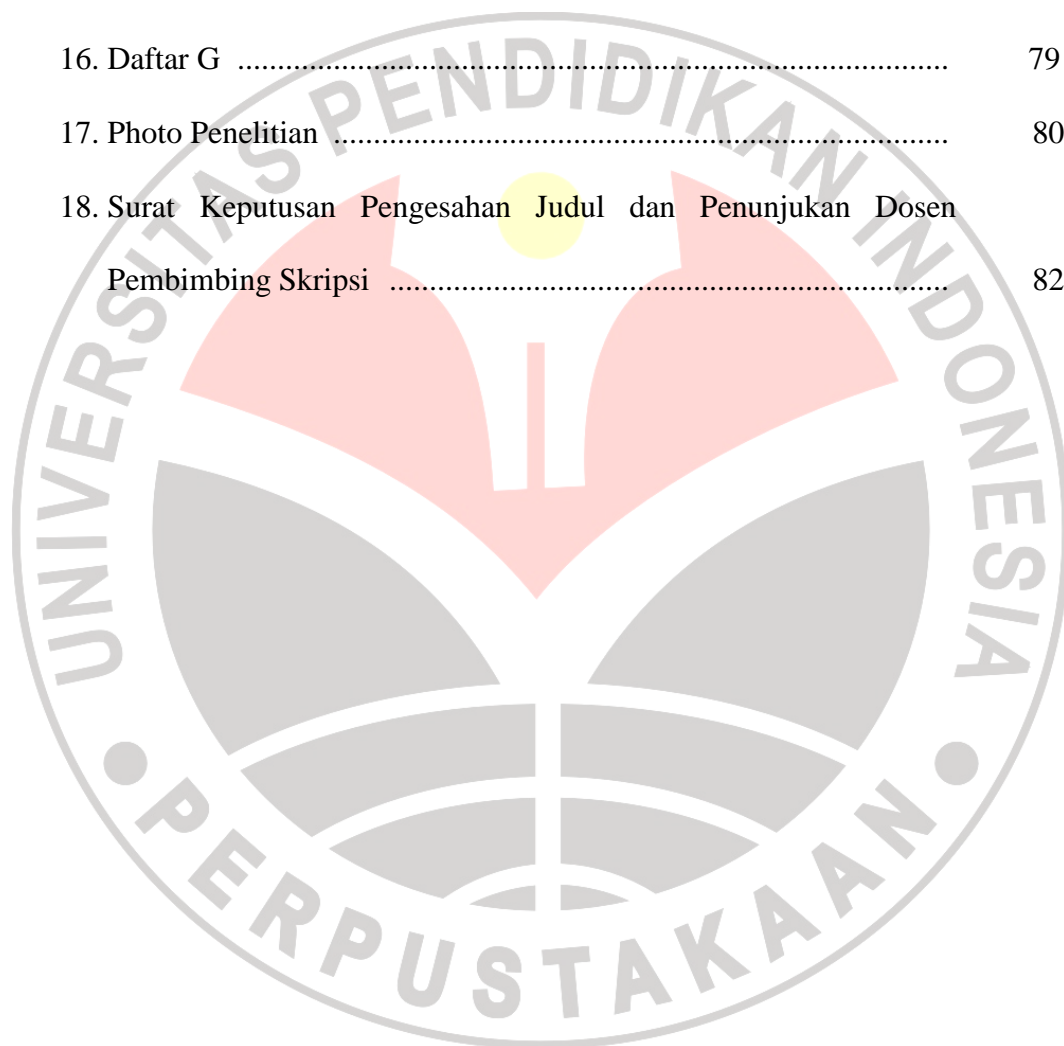 16. Daftar G ............................................................................... 79
17. Photo Penelitian .................................................................... 80
18. Surat Keputusan Pengesahan Judul dan Penunjukan Dosen
Pembimbing Skripsi .............................................................. 82
UNIVERSITAS PENDIDIKAN INDONESIA
PERPUSTAKAAN